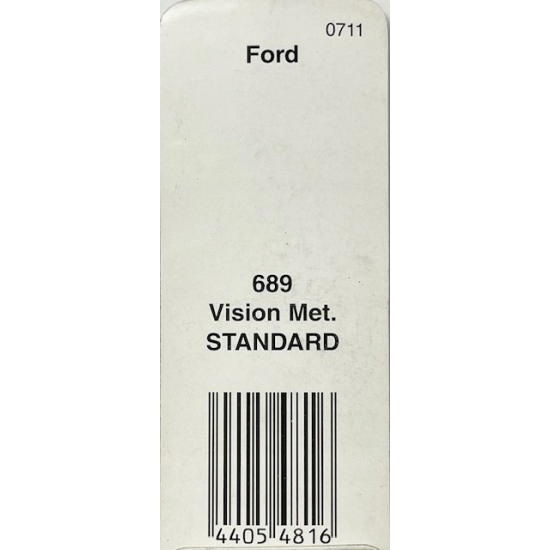 0711
Ford
689
Vision Met.
STANDARD
4405 4816